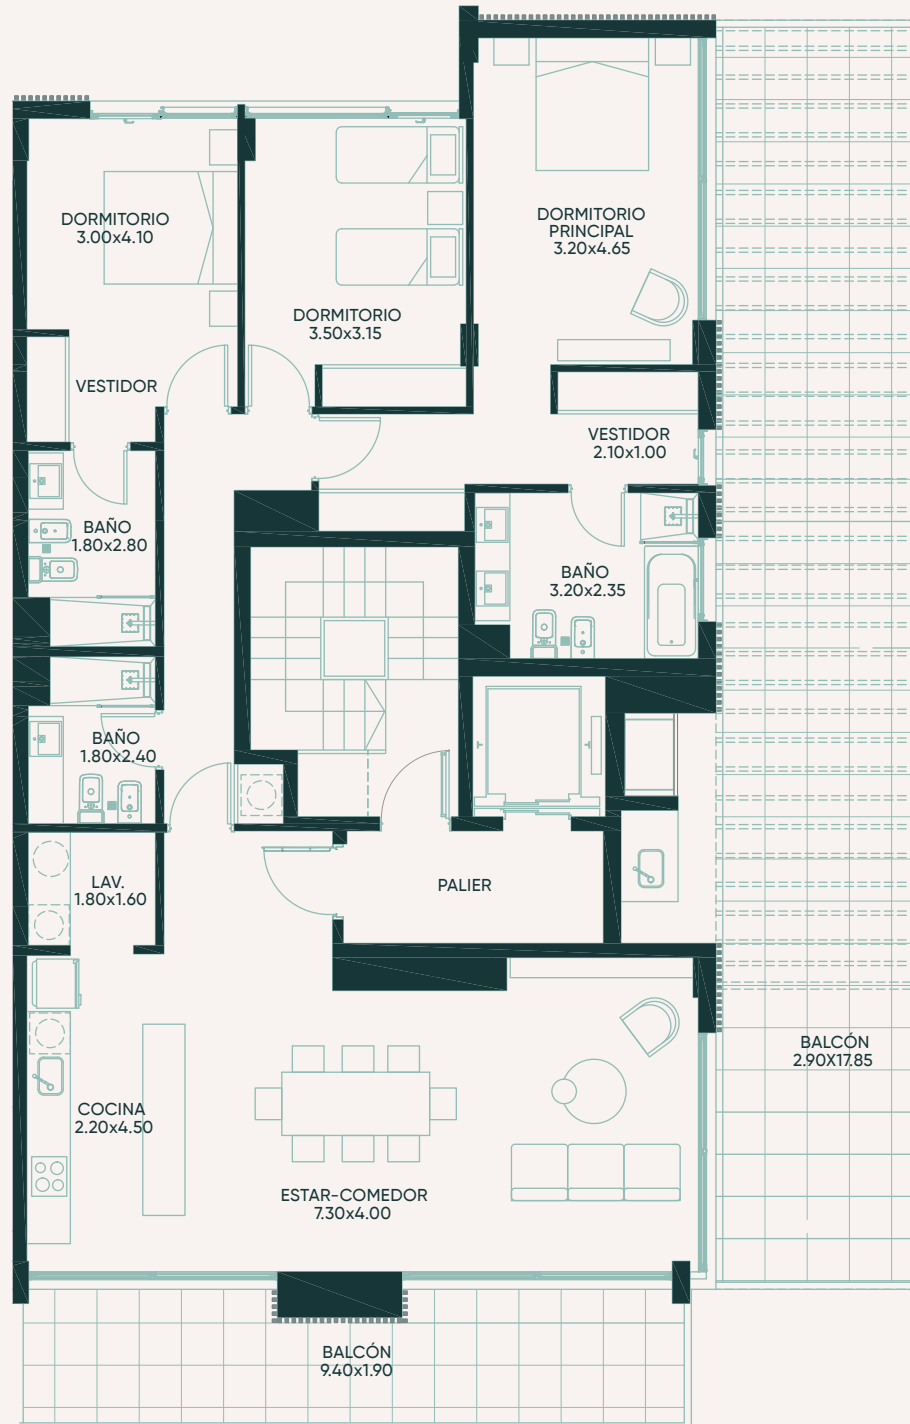 DORMITORIO
3.00x4.10
DORMITORIO
PRINCIPAL
3.20x4.65
DORMITORIO
3.50x3.15
VESTIDOR
VESTIDOR
2.10x1.00
BAÑO
1.80x2.80
BAÑO
3.20x2.35
BAÑO
1.80x2.40
LAV.
1.80x1.60
PALIER
BALCÓN
2.90X17.85
COCINA
2.20x4.50
ESTAR-COMEDOR
7.30x4.00
BALCÓN
9.40x1.90